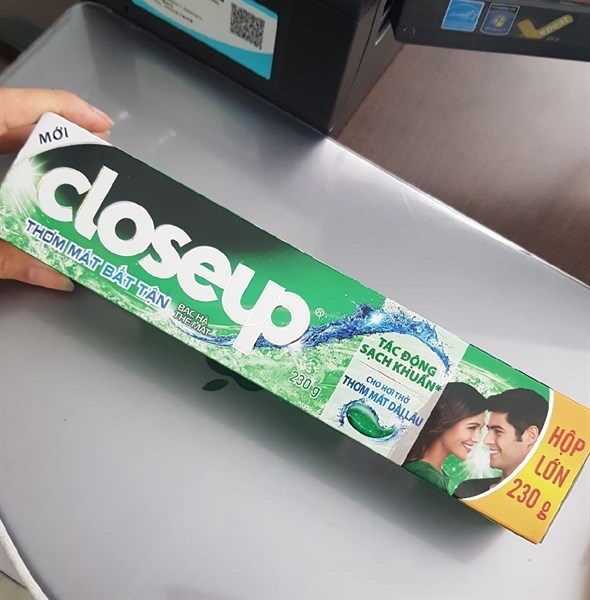 MỚI
closeup®
THƠM MÁT BẤT TẬN
BẠC HÀ
THE MÁT
230 g
TÁC ĐỘNG
SẠCH KHUẨN*
CHO HƠI THỞ
THƠM MÁT DÀI LÂU
HỘP
LỚN
230 g